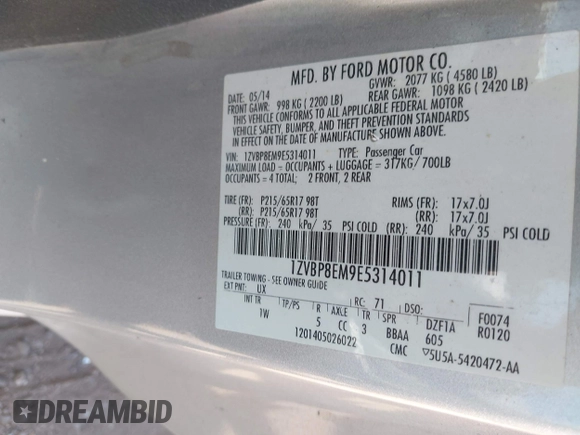 MFD. BY FORD MOTOR CO.
DATE: 05/14 GVWR: 2077 KG ( 4580 LB)
FRONT GAWR: 998 KG ( 2200 LB) REAR GAWR: 1098 KG ( 2420 LB)
THIS VEHICLE CONFORMS TO ALL APPLICABLE FEDERAL MOTOR
VEHICLE SAFETY, BUMPER, AND THEFT PREVENTION STANDARDS
IN EFFECT ON THE DATE OF MANUFACTURE SHOWN ABOVE.
VIN: 1ZVBP8EM9E5314011 TYPE: Passenger Car
MAXIMUM LOAD = OCCUPANTS + LUGGAGE = 317KG/ 700LB
OCCUPANTS = 4 TOTAL; 2 FRONT, 2 REAR
TIRE (FR): P215/65R17 98T RIMS (FR): 17x7.0J
(RR): P215/65R17 98T (RR): 17x7.0J
PRESSURE (FR): 240 kPa/ 35 PSI COLD (RR): 240 kPa/ 35 PSI COLD
1ZVBP8EM9E5314011
TRAILER TOWING - SEE OWNER GUIDE
EXT PNT: UX RC: 71 DSO: F0074
INT TR TP/PS R AXLE TR SPR DZF1A R0120
1W 5 CC 3 BBAA 605
1201405026022 CMC ▽5U5A-5420472-AA
DREAMBID